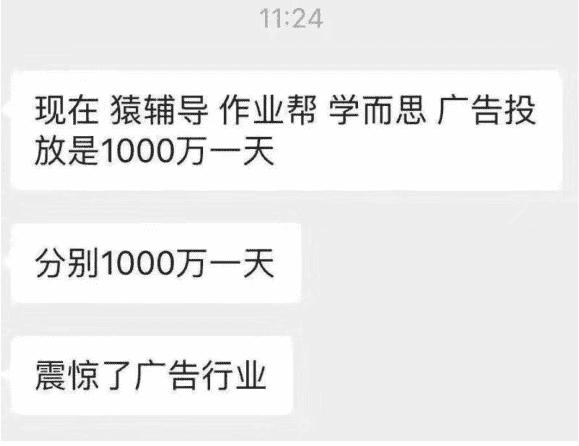 11:24
现在 猿辅导 作业帮 学而思 广告投
放是1000万一天
分别1000万一天
震惊了广告行业